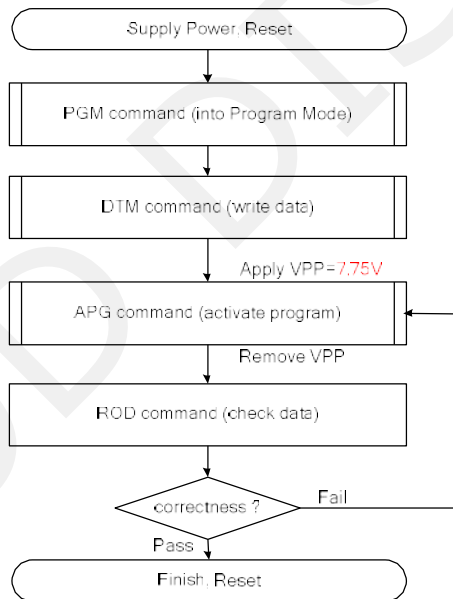 Supply Power, Reset
PGM command (into Program Mode)
DTM command (write data)
Apply VPP=7.75V
APG command (activate program)
Remove VPP
ROD command (check data)
correctness ?
Fail
Pass
Finish, Reset